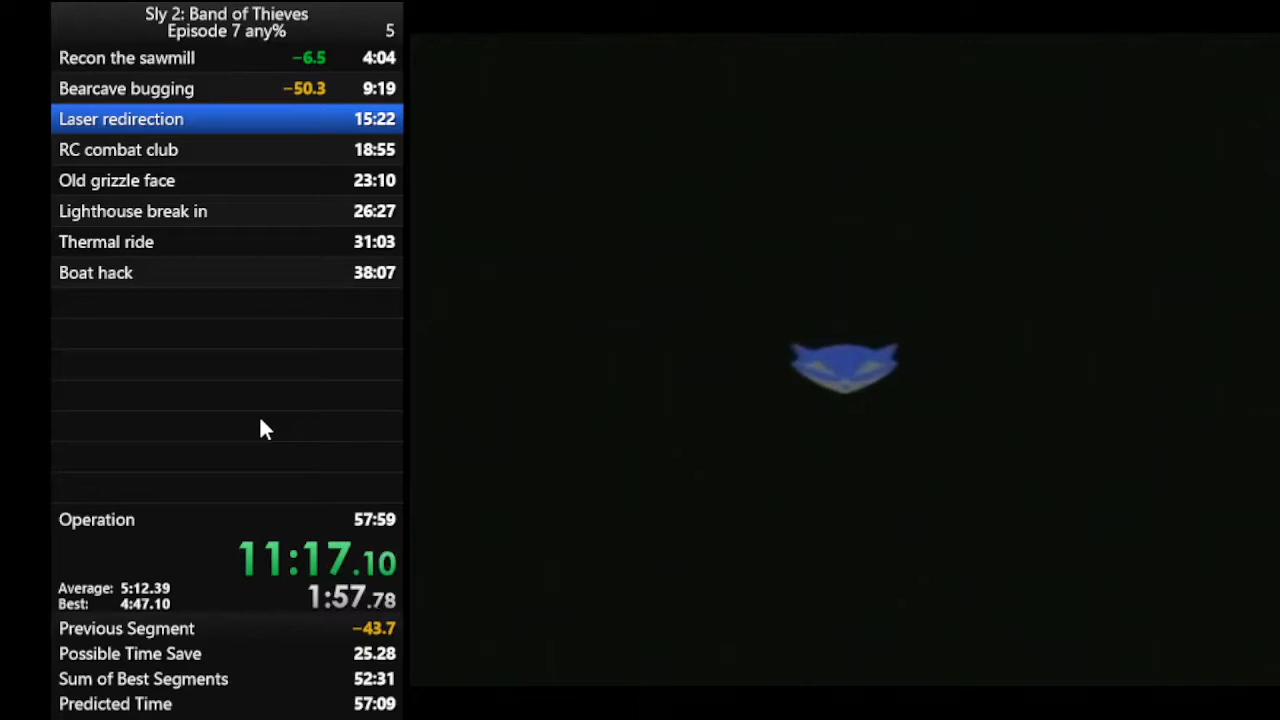 Sly 2: Band of Thieves
Episode 7 any% 5
Recon the sawmill −6.5 4:04
Bearcave bugging −50.3 9:19
Laser redirection 15:22
RC combat club 18:55
Old grizzle face 23:10
Lighthouse break in 26:27
Thermal ride 31:03
Boat hack 38:07
Operation 57:59
11:17.10
Average: 5:12.39
Best: 4:47.10
1:57.78
Previous Segment −43.7
Possible Time Save 25.28
Sum of Best Segments 52:31
Predicted Time 57:09